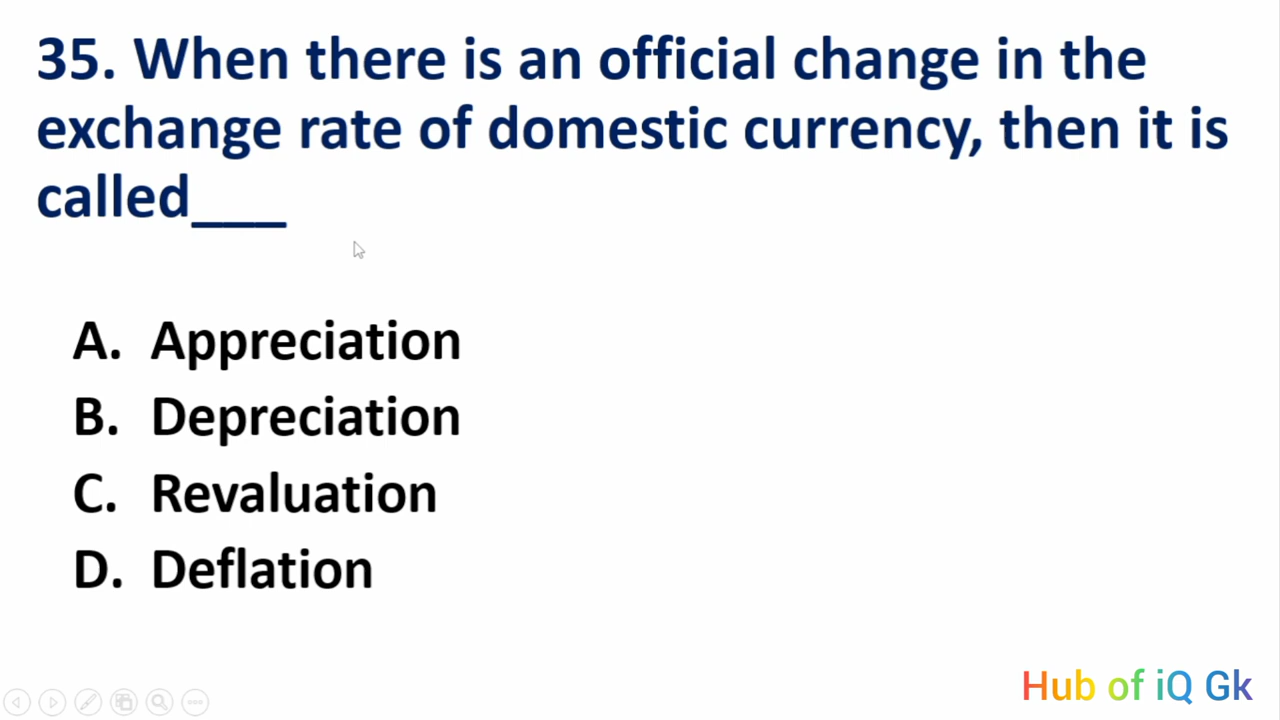 35. When there is an official change in the
exchange rate of domestic currency, then it is
called___
A. Appreciation
B. Depreciation
C. Revaluation
D. Deflation
Hub of iQ Gk